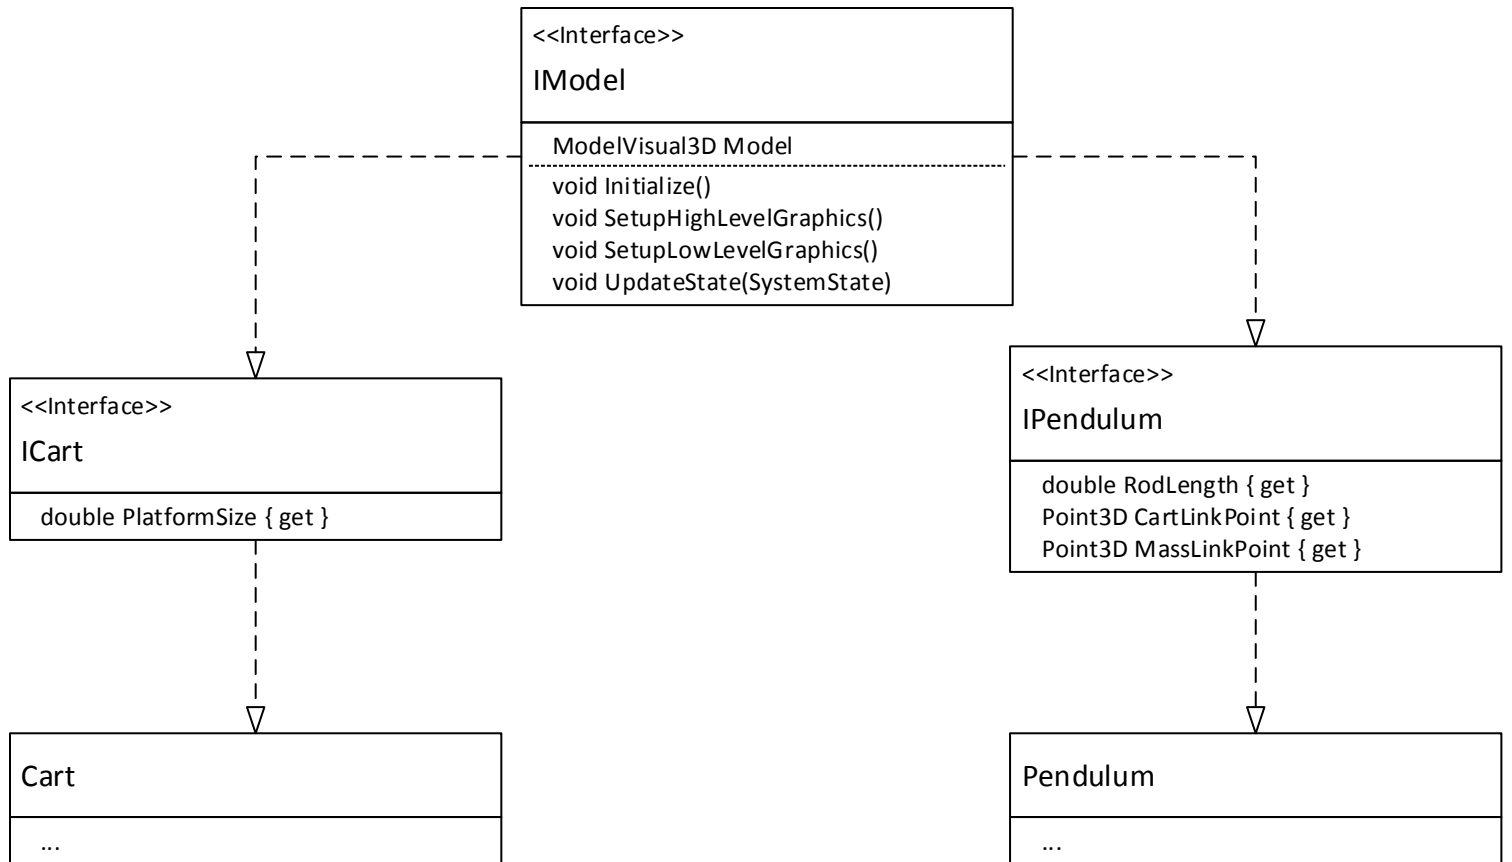 <<Interface>>
IModel
ModelVisual3D Model
void Initialize()
void SetupHighLevelGraphics()
void SetupLowLevelGraphics()
void UpdateState(SystemState)
<<Interface>>
ICart
double PlatformSize { get }
<<Interface>>
IPendulum
double RodLength { get }
Point3D CartLinkPoint { get }
Point3D MassLinkPoint { get }
Cart
...
Pendulum
...